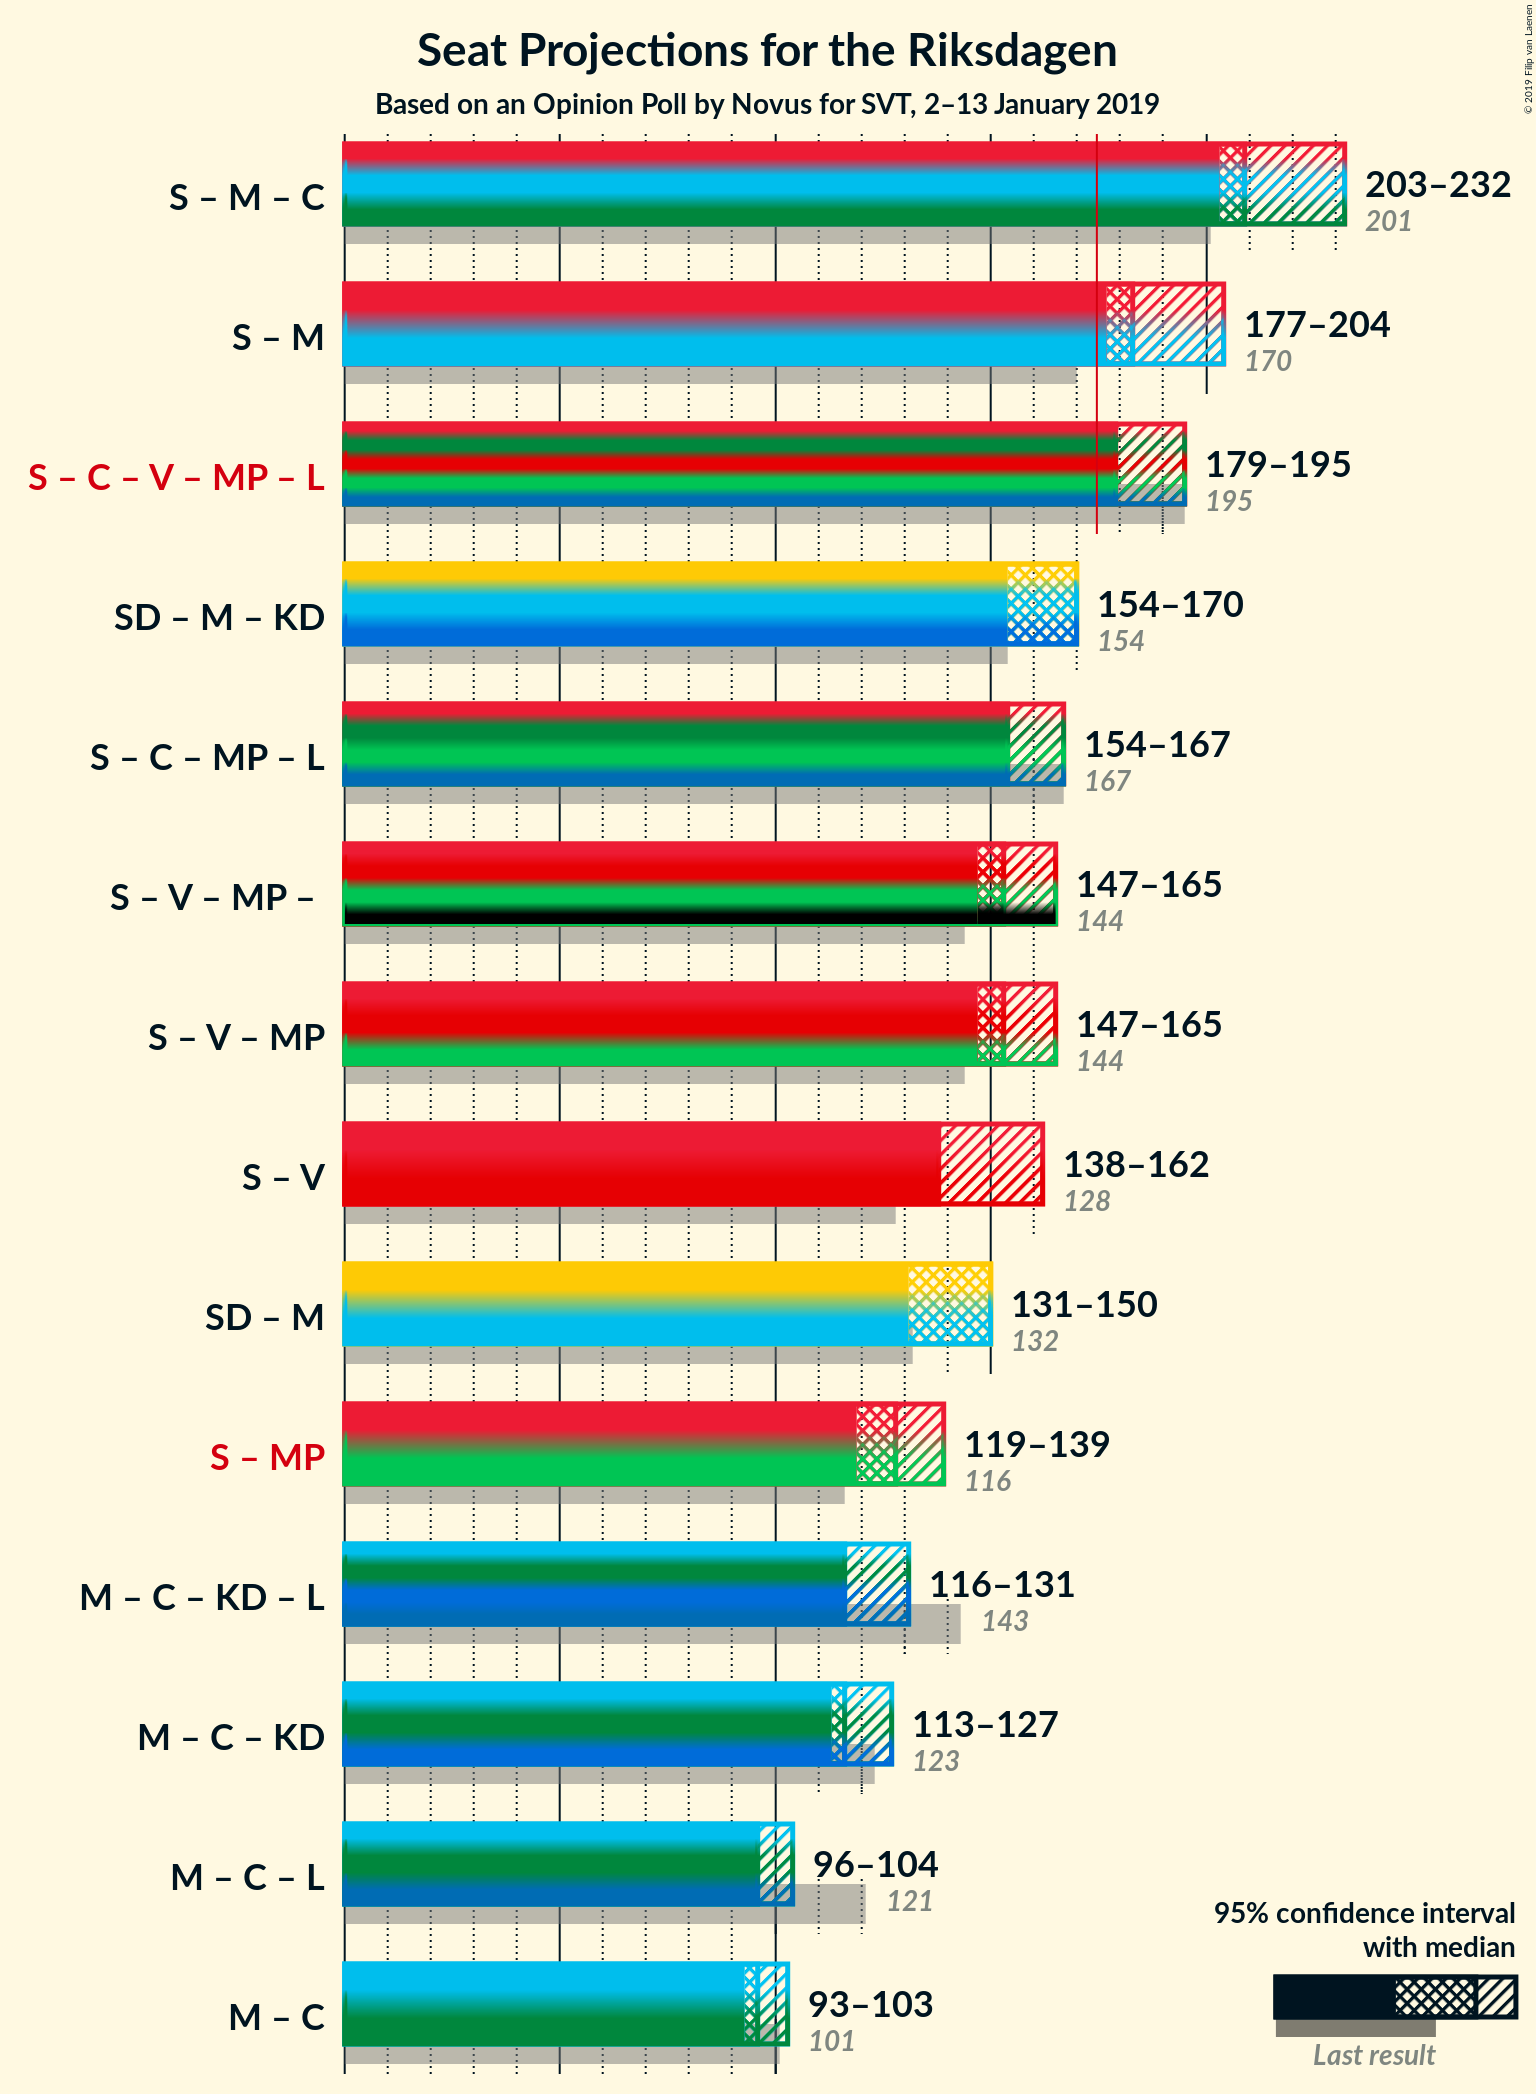 Seat Projections for the Riksdagen
Based on an Opinion Poll by Novus for SVT, 2–13 January 2019
© 2019 Filip van Laenen
S – M – C
203–232
201
S – M
177–204
170
S – C – V – MP – L
179–195
195
SD – M – KD
154–170
154
S – C – MP – L
154–167
167
S – V – MP –
147–165
144
S – V – MP
147–165
144
S – V
138–162
128
SD – M
131–150
132
S – MP
119–139
116
M – C – KD – L
116–131
143
M – C – KD
113–127
123
M – C – L
96–104
121
M – C
93–103
101
95% confidence interval
with median
Last result